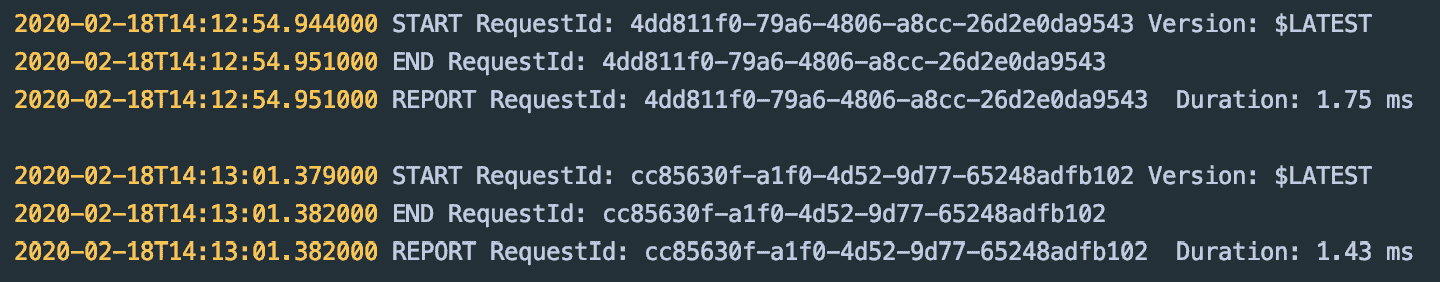 2020-02-18T14:12:54.944000 START RequestId: 4dd811f0-79a6-4806-a8cc-26d2e0da9543 Version: $LATEST
2020-02-18T14:12:54.951000 END RequestId: 4dd811f0-79a6-4806-a8cc-26d2e0da9543
2020-02-18T14:12:54.951000 REPORT RequestId: 4dd811f0-79a6-4806-a8cc-26d2e0da9543  Duration: 1.75 ms
2020-02-18T14:13:01.379000 START RequestId: cc85630f-a1f0-4d52-9d77-65248adfb102 Version: $LATEST
2020-02-18T14:13:01.382000 END RequestId: cc85630f-a1f0-4d52-9d77-65248adfb102
2020-02-18T14:13:01.382000 REPORT RequestId: cc85630f-a1f0-4d52-9d77-65248adfb102  Duration: 1.43 ms